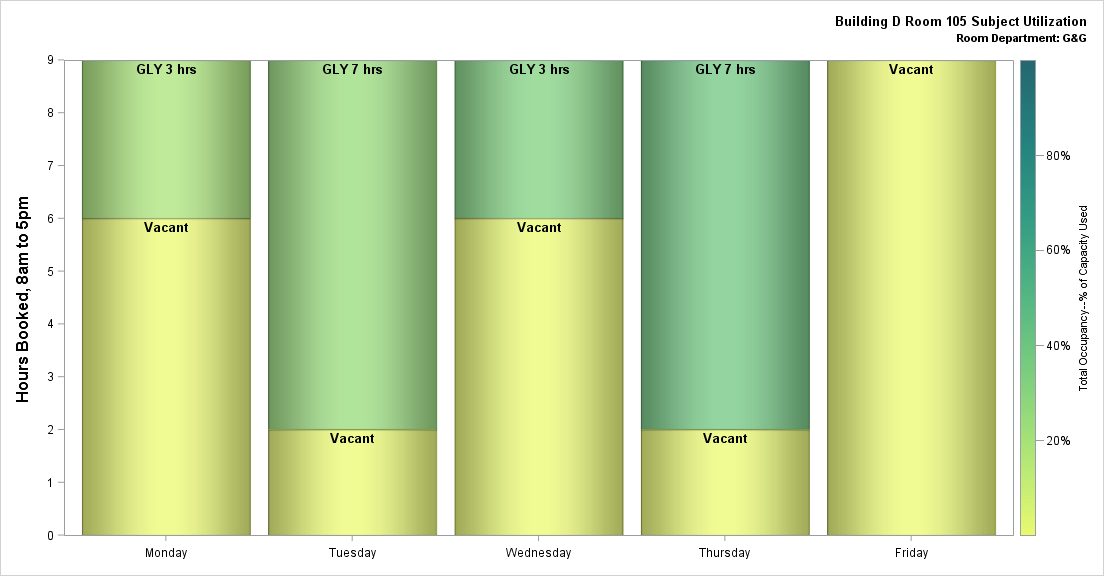 Building D Room 105 Subject Utilization
Room Department: G&G
Hours Booked, 8am to 5pm
9
8
7
6
5
4
3
2
1
0
GLY 3 hrs
Vacant
GLY 7 hrs
Vacant
GLY 3 hrs
Vacant
GLY 7 hrs
Vacant
Vacant
Monday
Tuesday
Wednesday
Thursday
Friday
80%
60%
40%
20%
Total Occupancy--% of Capacity Used